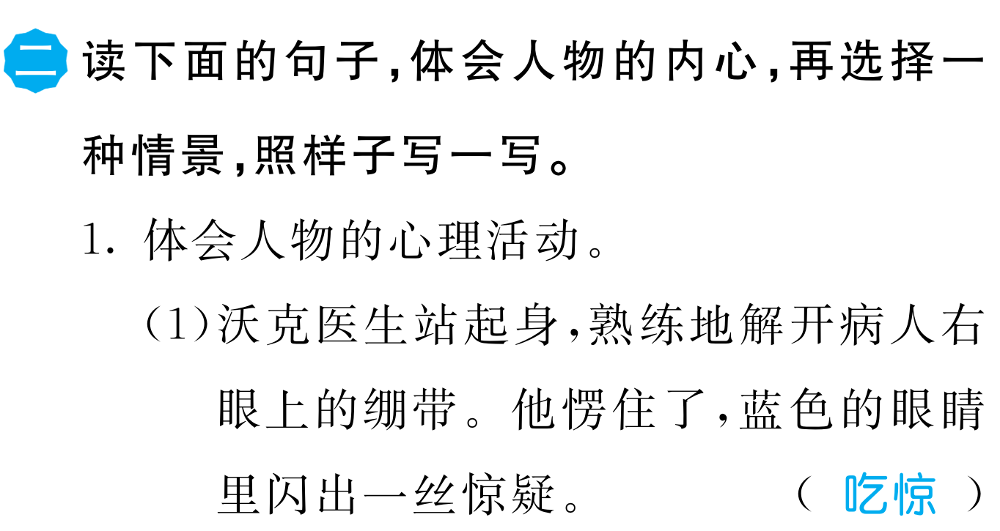 二 读下面的句子,体会人物的内心,再选择一
种情景,照样子写一写。
1. 体会人物的心理活动。
(1)沃克医生站起身,熟练地解开病人右
眼上的绷带。他愣住了,蓝色的眼睛
里闪出一丝惊疑。 ( 吃惊 )